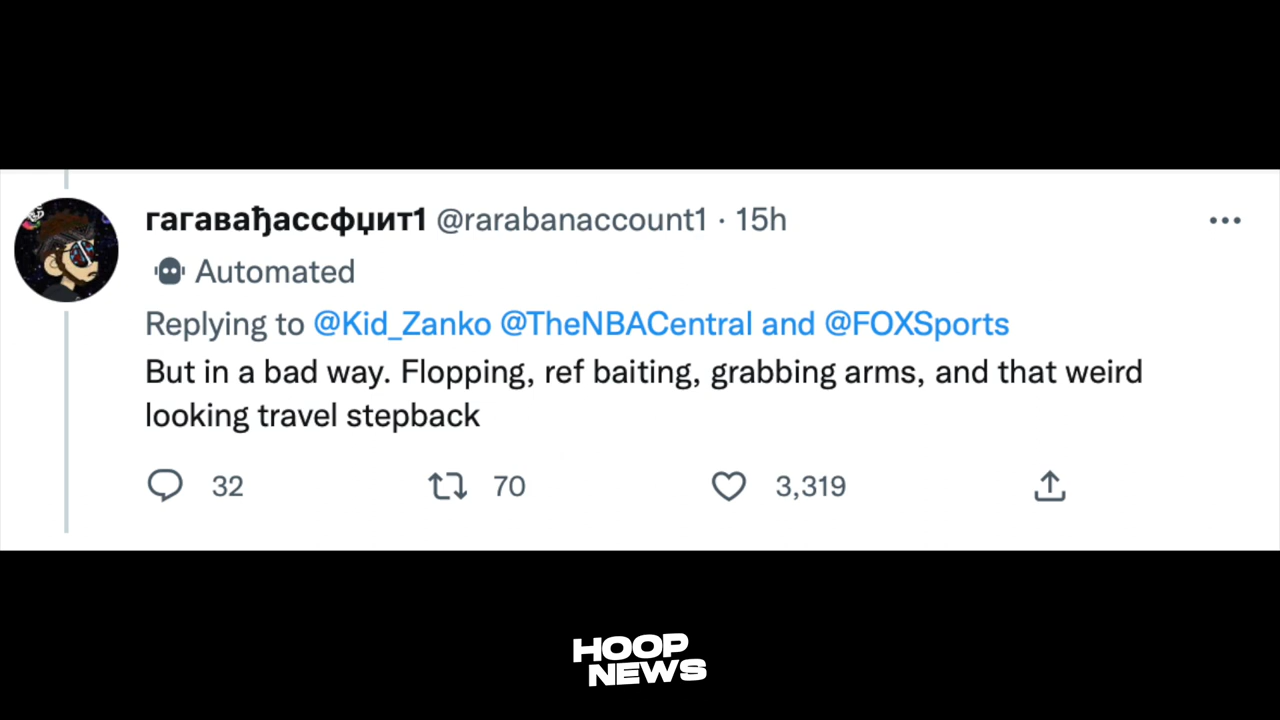 гагавађассфџит1 @rarabanaccount1 · 15h
Automated
Replying to @Kid_Zanko @TheNBACentral and @FOXSports
But in a bad way. Flopping, ref baiting, grabbing arms, and that weird
looking travel stepback
32 70 3,319
HOOP
NEWS